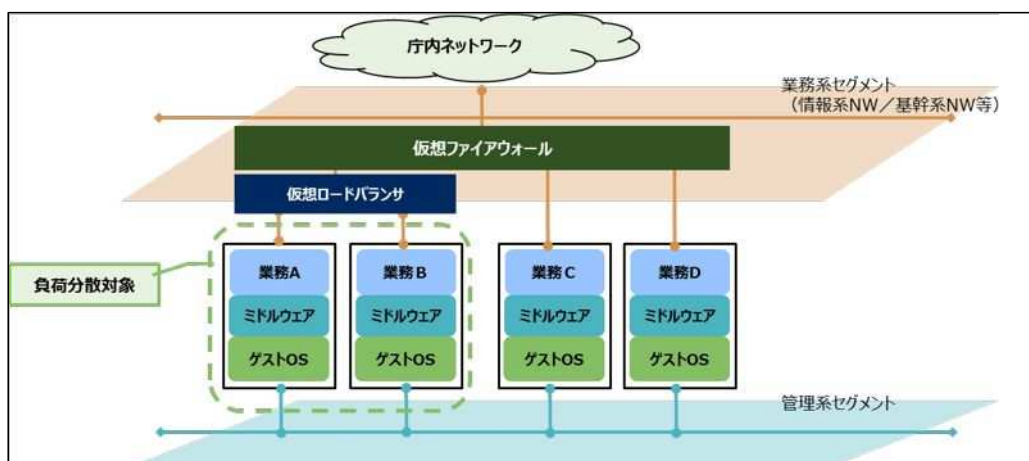 庁内ネットワーク
業務系セグメント
（情報系NW／基幹系NW等）
仮想ファイアウォール
仮想ロードバランサ
負荷分散対象
業務A
業務B
業務C
業務D
ミドルウェア
ミドルウェア
ミドルウェア
ミドルウェア
ゲストOS
ゲストOS
ゲストOS
ゲストOS
管理系セグメント